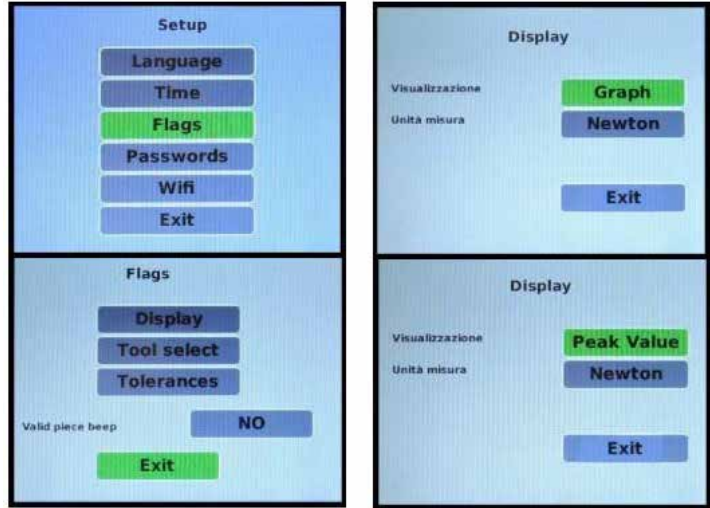 Setup
Language
Time
Flags
Passwords
Wifi
Exit
Display
Visualizzazione Graph
Unità misura Newton
Exit
Flags
Display
Tool select
Tolerances
Valid piece beep NO
Exit
Display
Visualizzazione Peak Value
Unità misura Newton
Exit